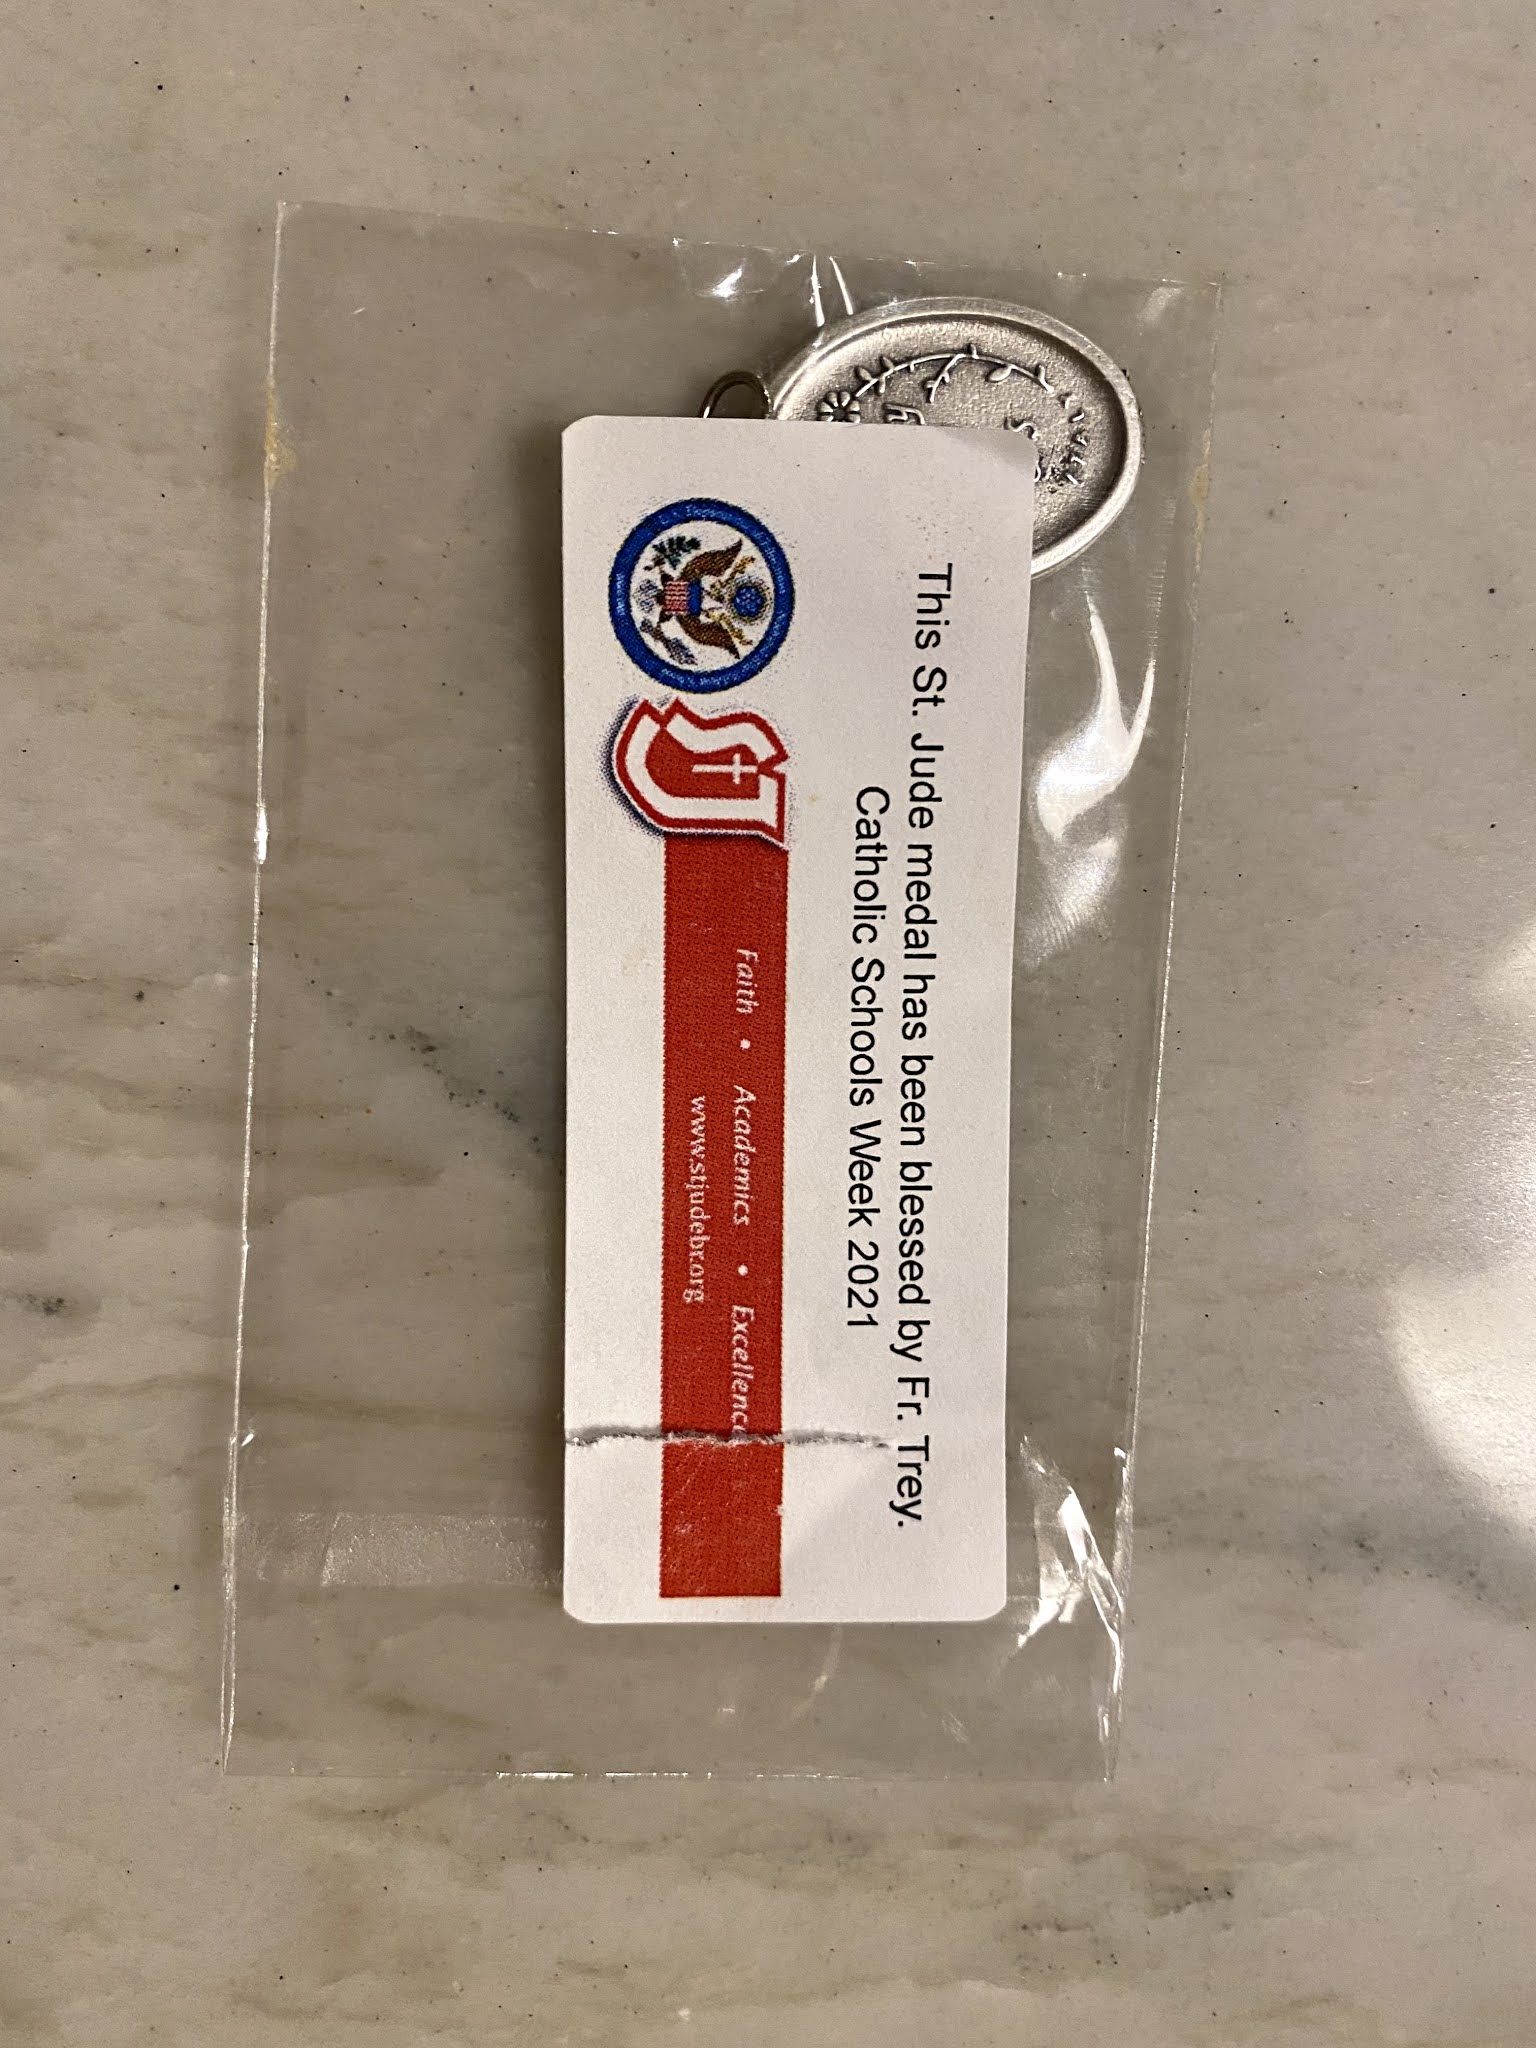 This St. Jude medal has been blessed by Fr. Trey.
Catholic Schools Week 2021
StJ
Faith • Academics • Excellence
www.stjudebr.org